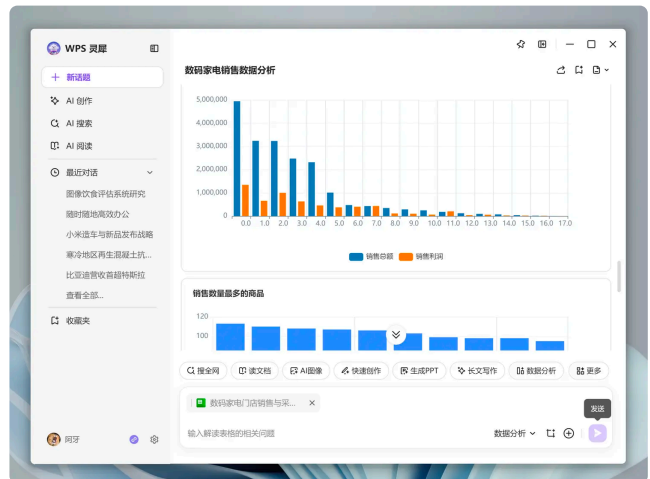 WPS 灵犀
新话题
AI 创作
AI 搜索
AI 阅读
最近对话
图像饮食评估系统研究
随时随地高效办公
小米造车与新品发布战略
寒冷地区再生混凝土抗...
比亚迪营收首超特斯拉
查看全部...
收藏夹
阿牙
数码家电销售数据分析
5,000,000
4,000,000
3,000,000
2,000,000
1,000,000
0
0.0 1.0 2.0 3.0 4.0 5.0 6.0 7.0 8.0 9.0 10.0 11.0 12.0 13.0 14.0 15.0 16.0 17.0
销售总额 销售利润
销售数量最多的商品
120
100
搜全网 读文档 AI图像 快速创作 生成PPT 长文写作 数据分析 更多
数码家电门店销售与采...
发送
输入解读表格的相关问题
数据分析